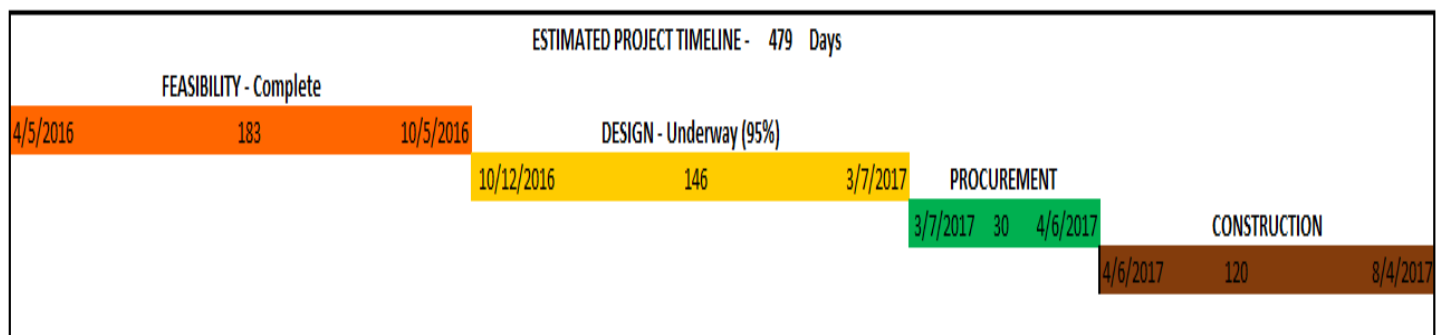 ESTIMATED PROJECT TIMELINE - 479 Days
FEASIBILITY - Complete
4/5/2016 183 10/5/2016
DESIGN - Underway (95%)
10/12/2016 146 3/7/2017
PROCUREMENT
3/7/2017 30 4/6/2017
CONSTRUCTION
4/6/2017 120 8/4/2017